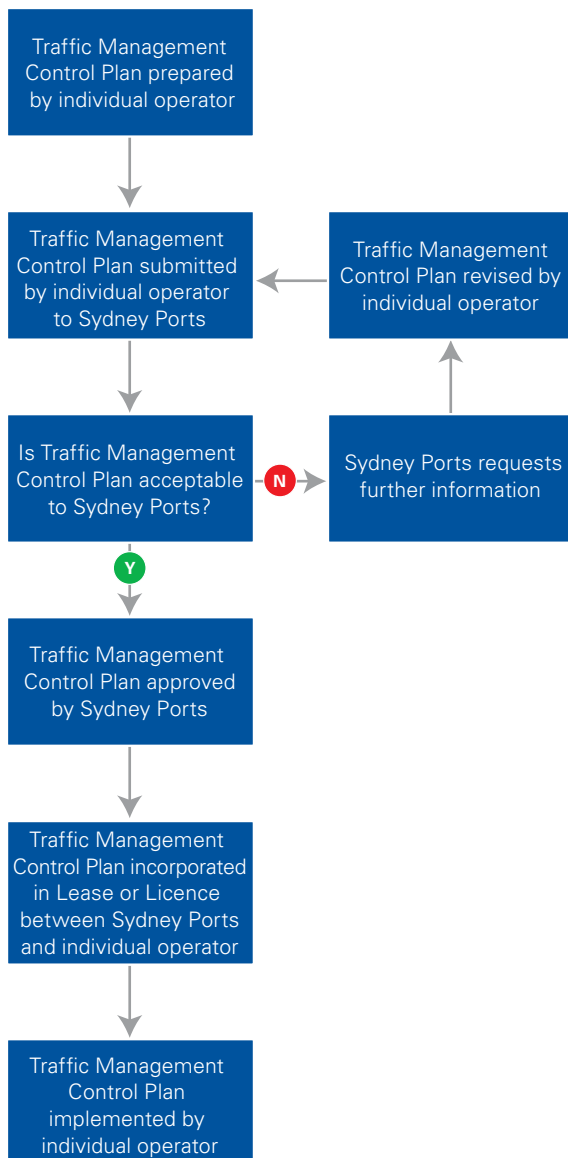 Traffic Management
Control Plan prepared
by individual operator
Traffic Management
Control Plan submitted
by individual operator
to Sydney Ports
Traffic Management
Control Plan revised by
individual operator
Is Traffic Management
Control Plan acceptable
to Sydney Ports?
N
Sydney Ports requests
further information
Y
Traffic Management
Control Plan approved
by Sydney Ports
Traffic Management
Control Plan incorporated
in Lease or Licence
between Sydney Ports
and individual operator
Traffic Management
Control Plan
implemented by
individual operator